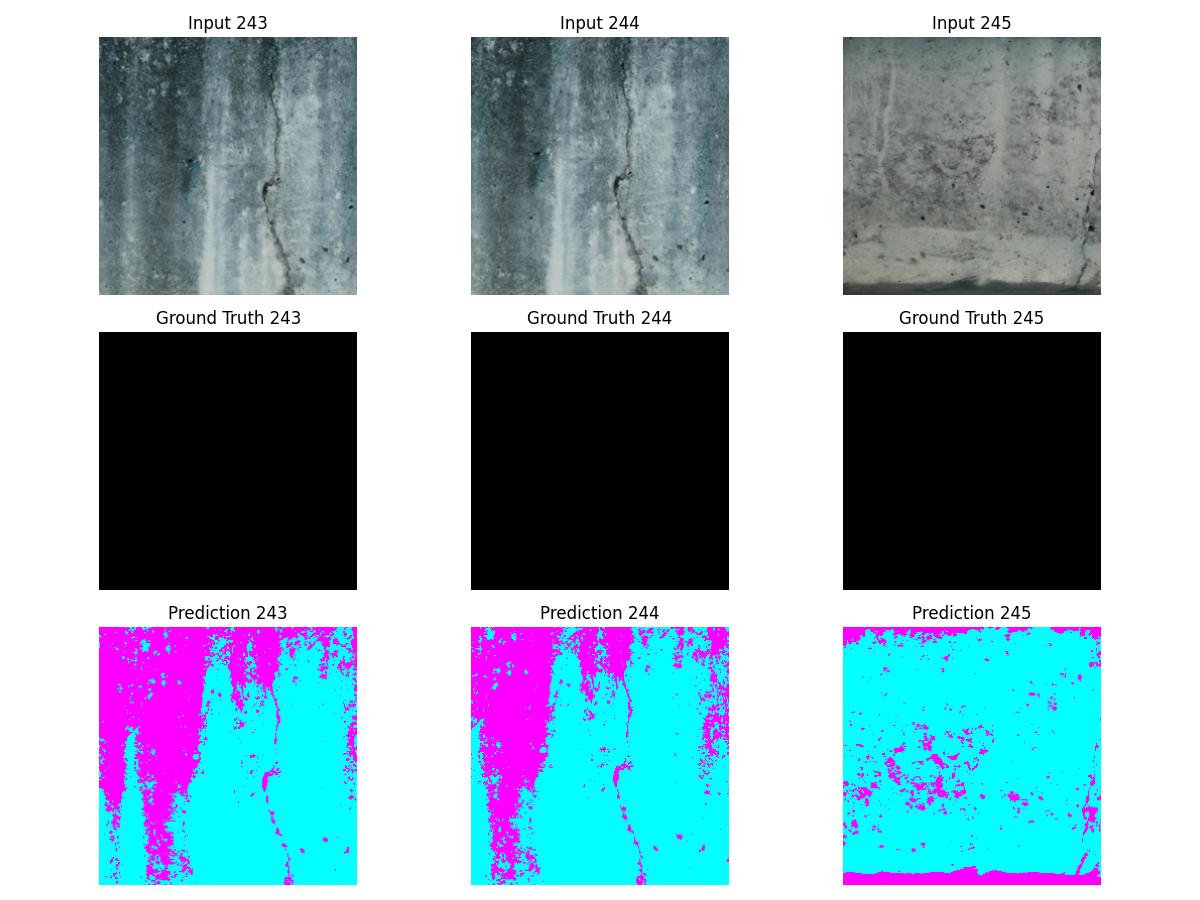 Input 243
Input 244
Input 245
Ground Truth 243
Ground Truth 244
Ground Truth 245
Prediction 243
Prediction 244
Prediction 245